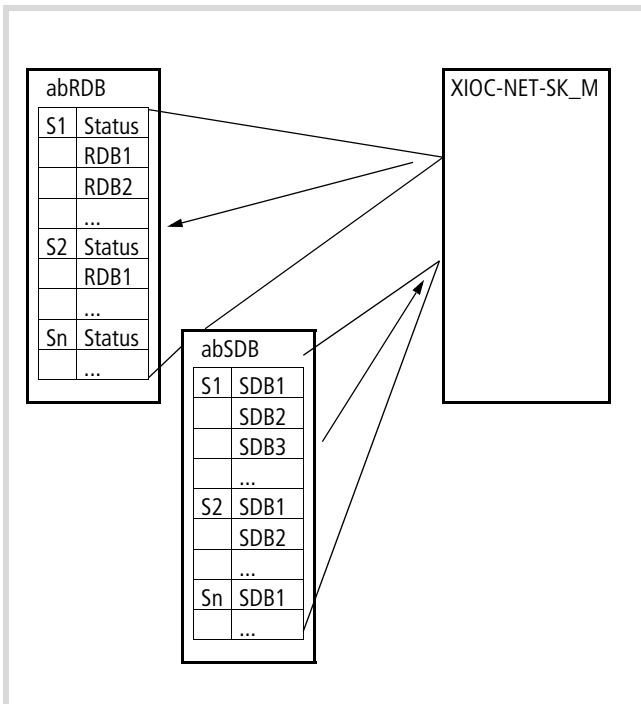 abRDB
S1 Status
RDB1
RDB2
...
S2 Status
RDB1
...
Sn Status
...
XIOC-NET-SK_M
abSDB
S1 SDB1
SDB2
SDB3
...
S2 SDB1
SDB2
...
Sn SDB1
...